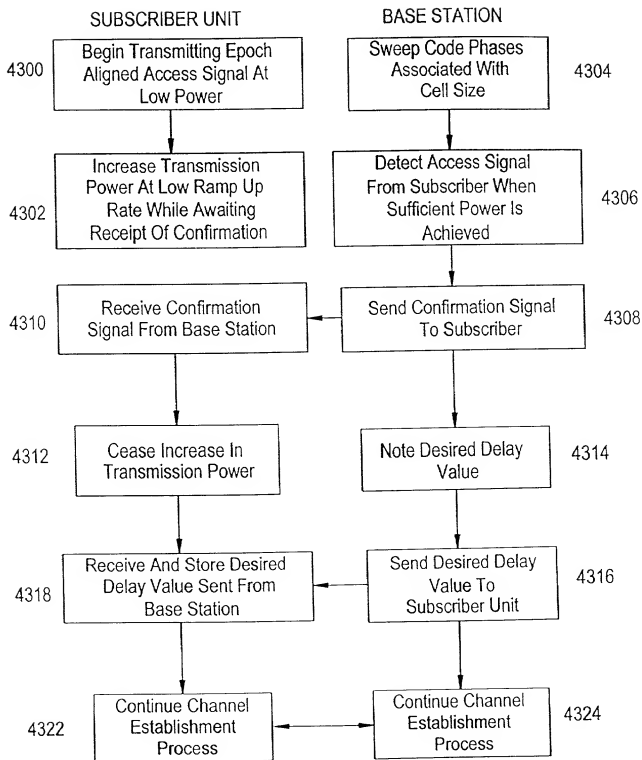 SUBSCRIBER UNIT
BASE STATION
4300
Begin Transmitting Epoch
Aligned Access Signal At
Low Power
Sweep Code Phases
Associated With
Cell Size
4304
4302
Increase Transmission
Power At Low Ramp Up
Rate While Awaiting
Receipt Of Confirmation
Detect Access Signal
From Subscriber When
Sufficient Power Is
Achieved
4306
4310
Receive Confirmation
Signal From Base Station
Send Confirmation Signal
To Subscriber
4308
4312
Cease Increase In
Transmission Power
Note Desired Delay
Value
4314
4318
Receive And Store Desired
Delay Value Sent From
Base Station
Send Desired Delay
Value To
Subscriber Unit
4316
4322
Continue Channel
Establishment
Process
Continue Channel
Establishment
Process
4324